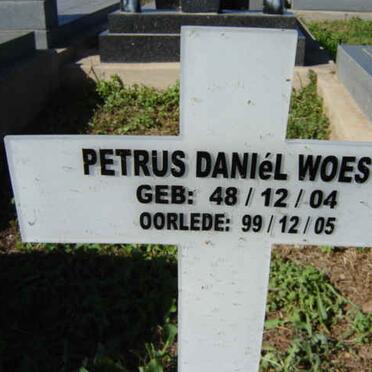 PETRUS DANIéL WOES
GEB: 48/12/04
OORLEDE: 99/12/05